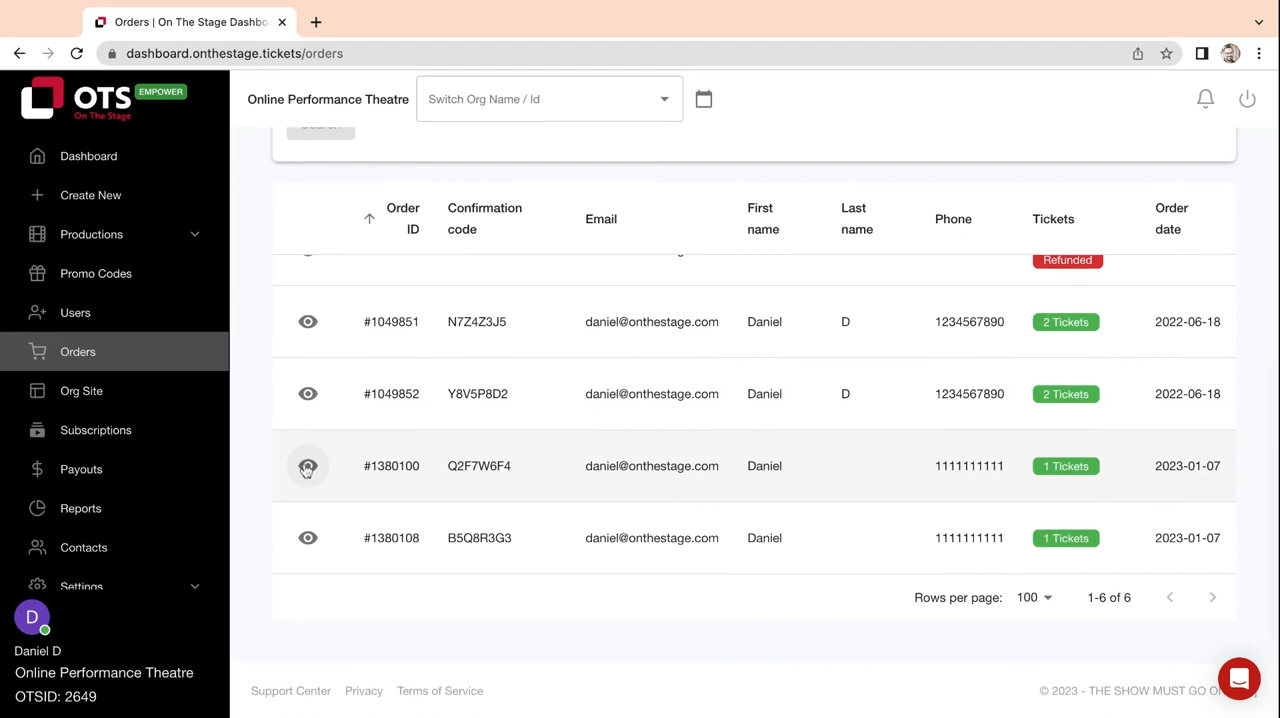 Orders | On The Stage Dashbo
dashboard.onthestage.tickets/orders
OTS
On The Stage
EMPOWER
Online Performance Theatre
Switch Org Name / Id
Dashboard
Create New
Productions
Promo Codes
Users
Orders
Org Site
Subscriptions
Payouts
Reports
Contacts
Settings
D
Daniel D
Online Performance Theatre
OTSID: 2649
Search
Order ID Confirmation code Email First name Last name Phone Tickets Order date
Refunded
#1049851 N7Z4Z3J5 daniel@onthestage.com Daniel D 1234567890 2 Tickets 2022-06-18
#1049852 Y8V5P8D2 daniel@onthestage.com Daniel D 1234567890 2 Tickets 2022-06-18
#1380100 Q2F7W6F4 daniel@onthestage.com Daniel 1111111111 1 Tickets 2023-01-07
#1380108 B5Q8R3G3 daniel@onthestage.com Daniel 1111111111 1 Tickets 2023-01-07
Rows per page: 100 1-6 of 6
Support Center Privacy Terms of Service © 2023 - THE SHOW MUST GO